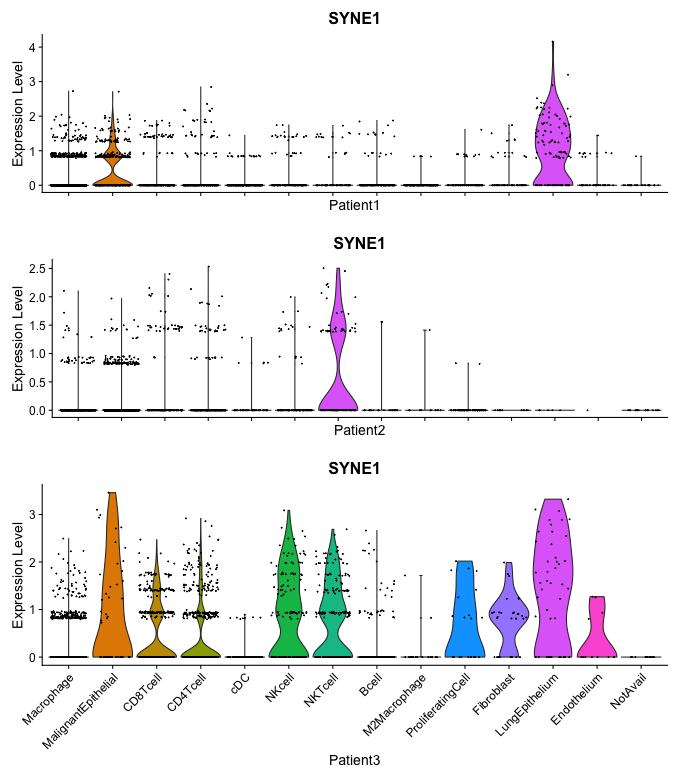 SYNE1
Expression Level
4
3
2
1
0
Patient1
SYNE1
Expression Level
2.5
2.0
1.5
1.0
0.5
0.0
Patient2
SYNE1
Expression Level
3
2
1
0
Macrophage
MalignantEpithelial
CD8Tcell
CD4Tcell
cDC
NKcell
NKTcell
Bcell
M2Macrophage
ProliferatingCell
Fibroblast
LungEpithelium
Endothelium
NotAvail
Patient3